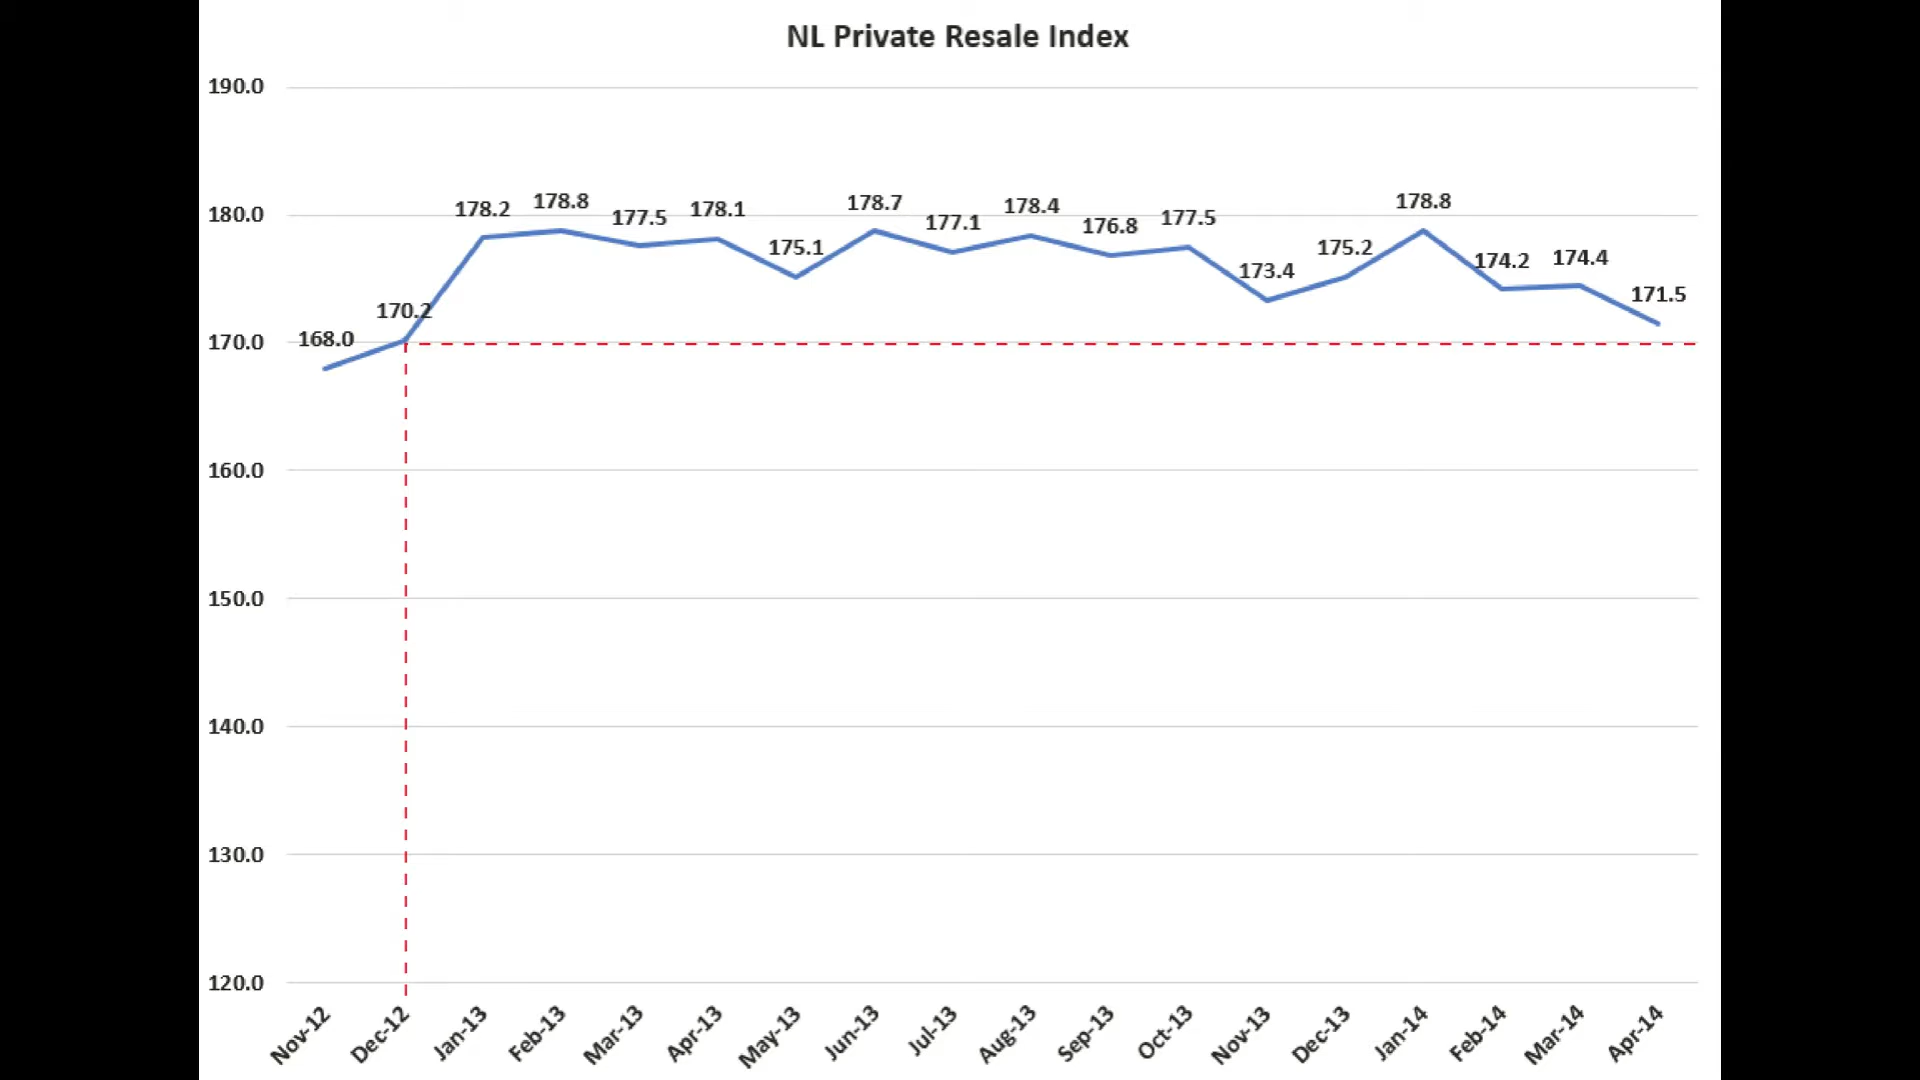 NL Private Resale Index
190.0
180.0
170.0
160.0
150.0
140.0
130.0
120.0
168.0
170.2
178.2
178.8
177.5
178.1
175.1
178.7
177.1
178.4
176.8
177.5
173.4
175.2
178.8
174.2
174.4
171.5
Nov-12
Dec-12
Jan-13
Feb-13
Mar-13
Apr-13
May-13
Jun-13
Jul-13
Aug-13
Sep-13
Oct-13
Nov-13
Dec-13
Jan-14
Feb-14
Mar-14
Apr-14